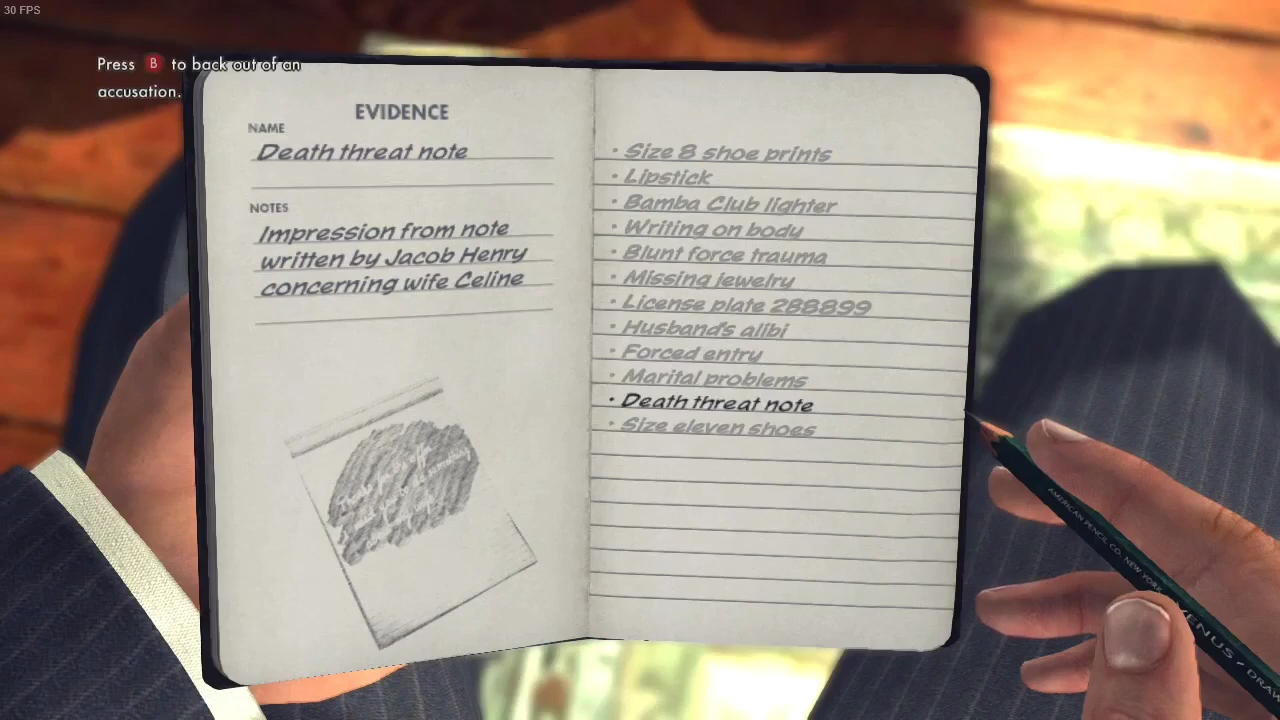 30 FPS
Press B to back out of an
accusation.
EVIDENCE
NAME
Death threat note
NOTES
Impression from note
written by Jacob Henry
concerning wife Celine
· Size 8 shoe prints
· Lipstick
· Bamba Club lighter
· Writing on body
· Blunt force trauma
· Missing jewelry
· License plate 288899
· Husband's alibi
· Forced entry
· Marital problems
· Death threat note
· Size eleven shoes
AMERICAN PENCIL CO. NEW YORK
VENUS / DRAW